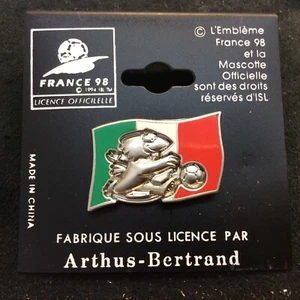 FRANCE 98
© 1994 ISL TM
LICENCE OFFICIELLE
© L'Emblème
France 98
et la
Mascotte
Officielle
sont des droits
réservés d'ISL
MADE IN CHINA
FABRIQUE SOUS LICENCE PAR
Arthus-Bertrand